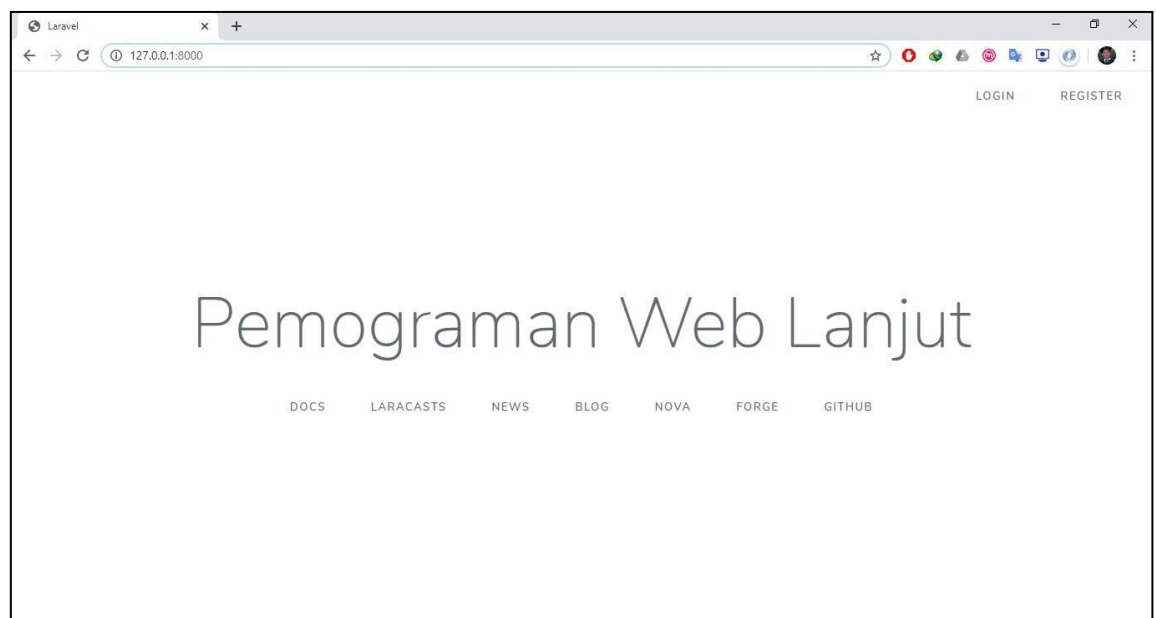 Laravel
127.0.0.1:8000
LOGIN REGISTER
Pemograman Web Lanjut
DOCS LARACASTS NEWS BLOG NOVA FORGE GITHUB